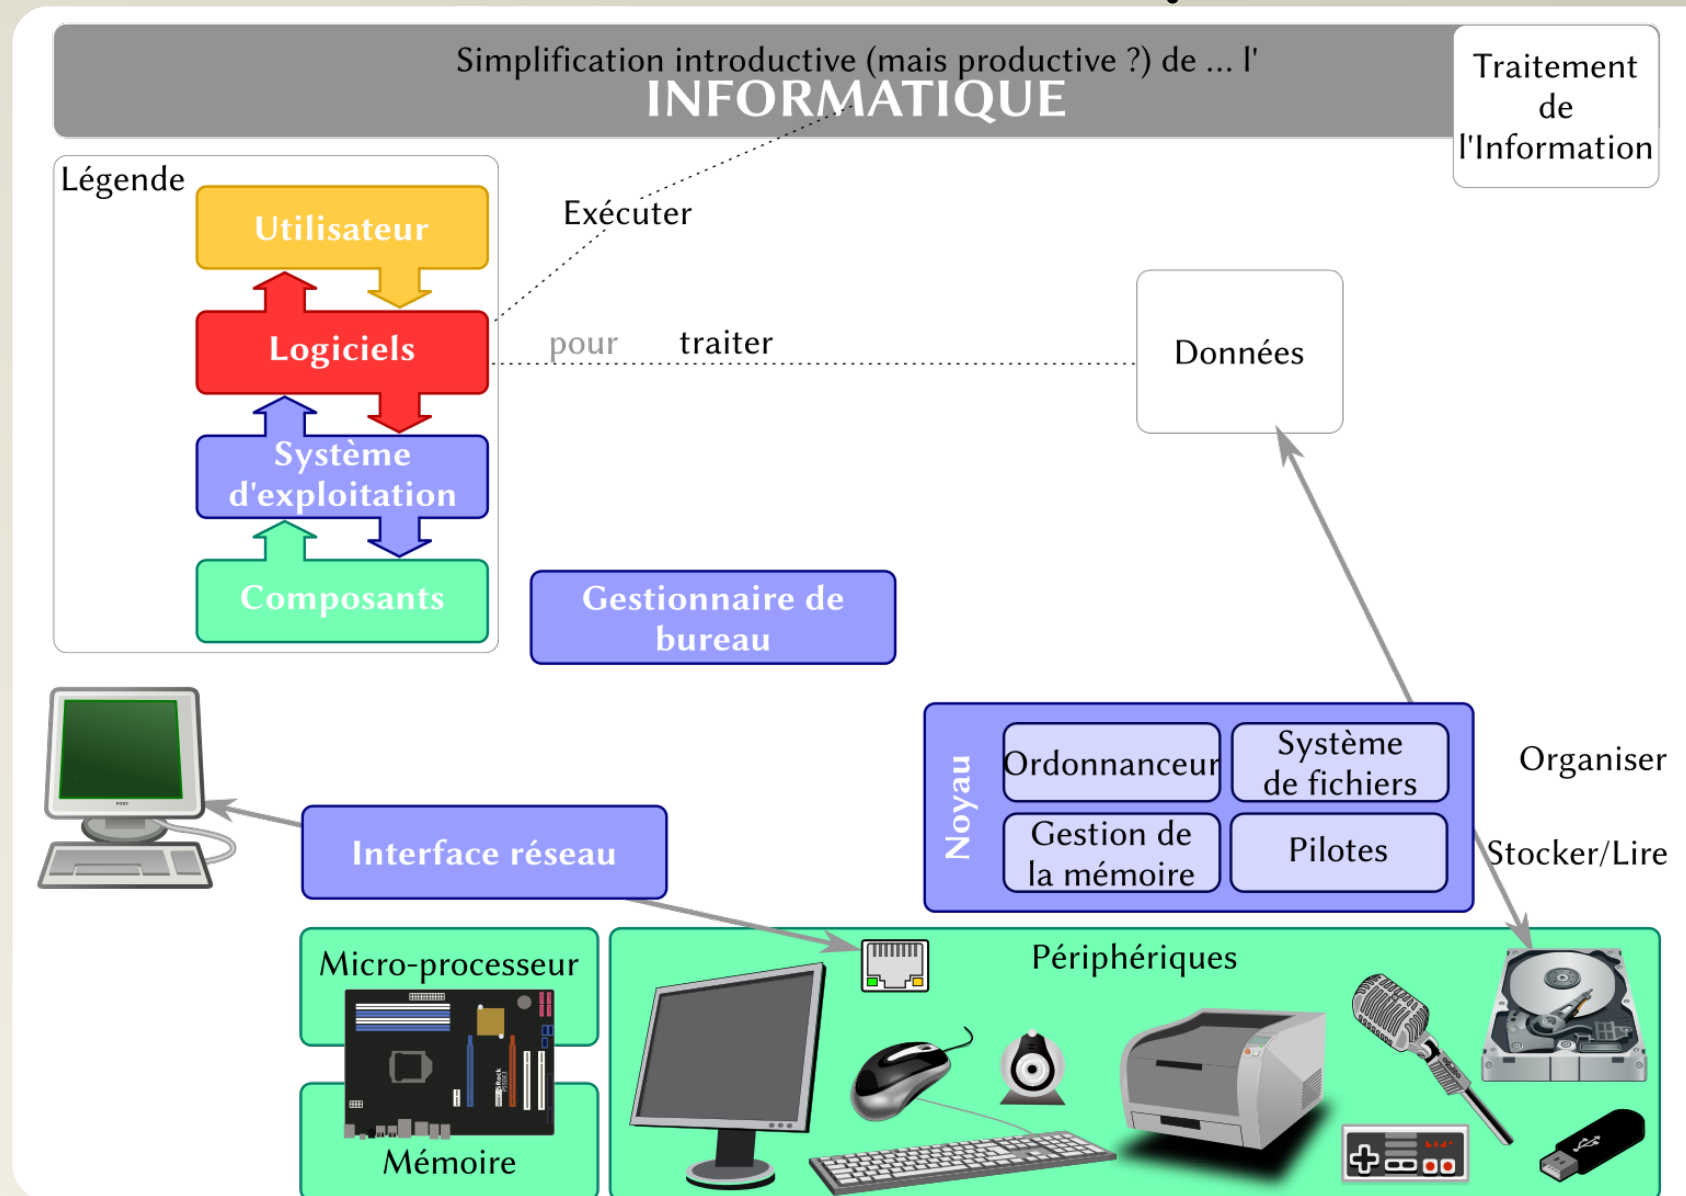 Simplification introductive (mais productive ?) de ... l'
INFORMATIQUE
Traitement
de
l'Information
Légende
Utilisateur
Exécuter
Logiciels
pour traiter
Données
Système
d'exploitation
Composants
Gestionnaire de
bureau
Noyau
Ordonnanceur
Système
de fichiers
Gestion de
la mémoire
Pilotes
Organiser
Stocker/Lire
Interface réseau
Micro-processeur
Mémoire
Périphériques